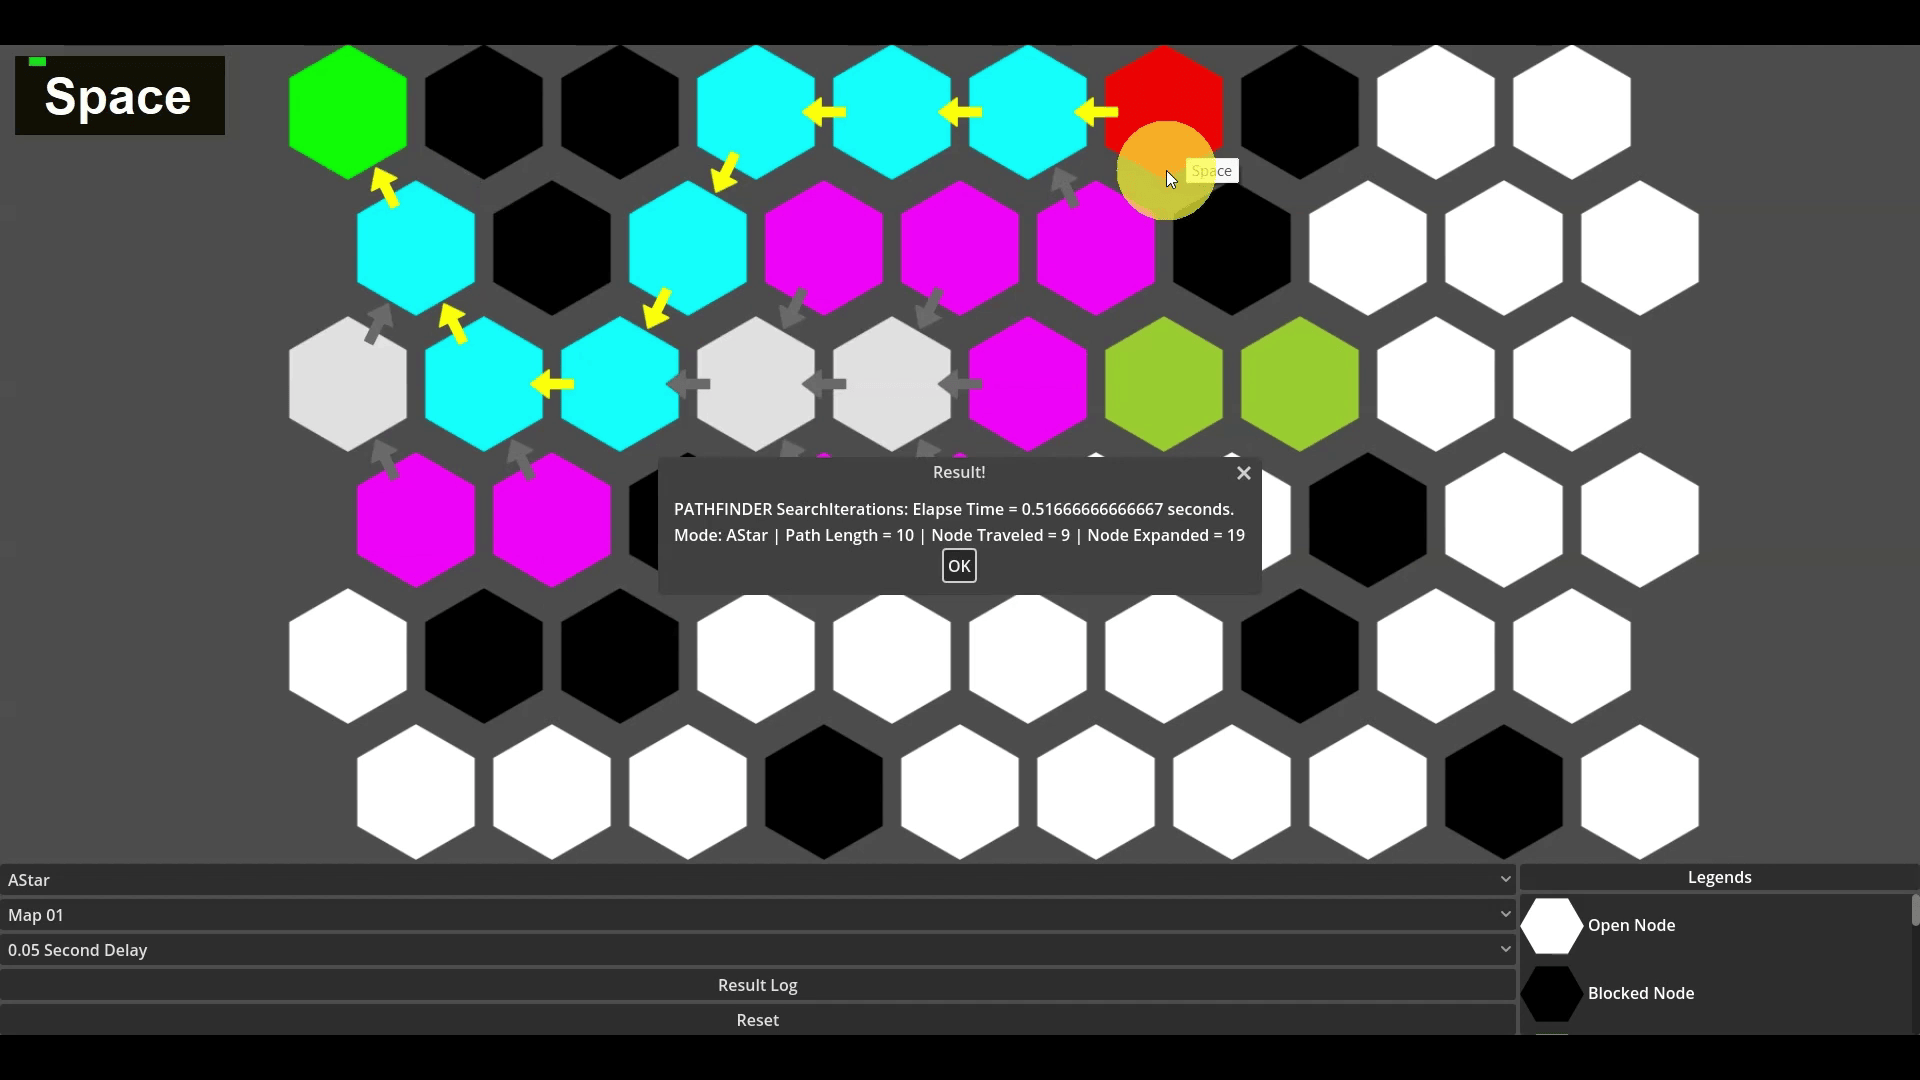 Space
Space
Result!
PATHFINDER SearchIterations: Elapse Time = 0.51666666666667 seconds.
Mode: AStar | Path Length = 10 | Node Traveled = 9 | Node Expanded = 19
OK
AStar
Legends
Map 01
Open Node
0.05 Second Delay
Result Log
Blocked Node
Reset